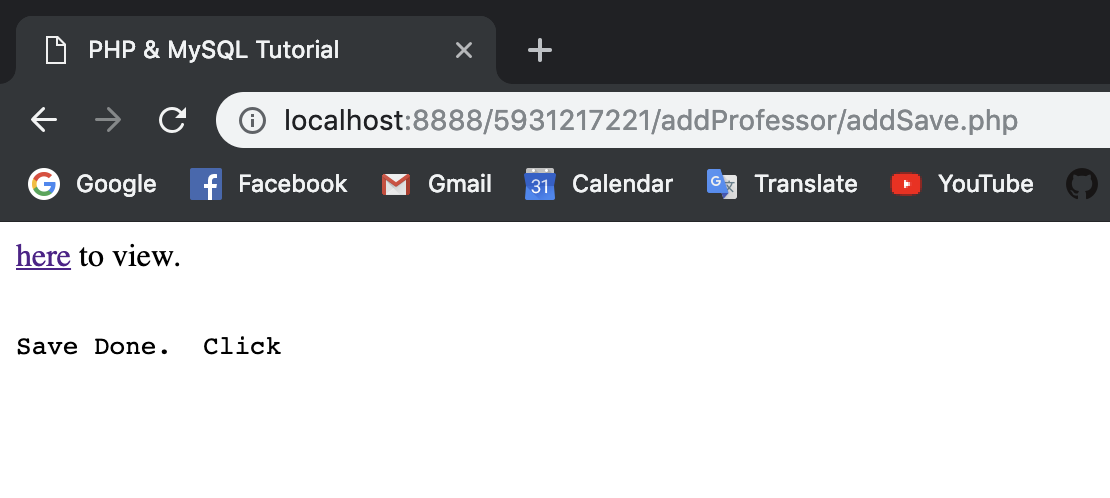 PHP & MySQL Tutorial
localhost:8888/5931217221/addProfessor/addSave.php
Google Facebook Gmail 31 Calendar G Translate YouTube
here to view.
Save Done.  Click